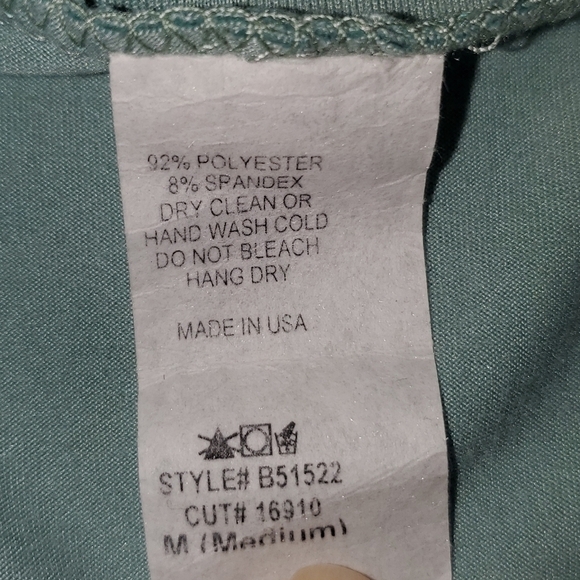 92% POLYESTER
8% SPANDEX
DRY CLEAN OR
HAND WASH COLD
DO NOT BLEACH
HANG DRY
MADE IN USA
STYLE# B51522
CUT# 16910
M (Medium)